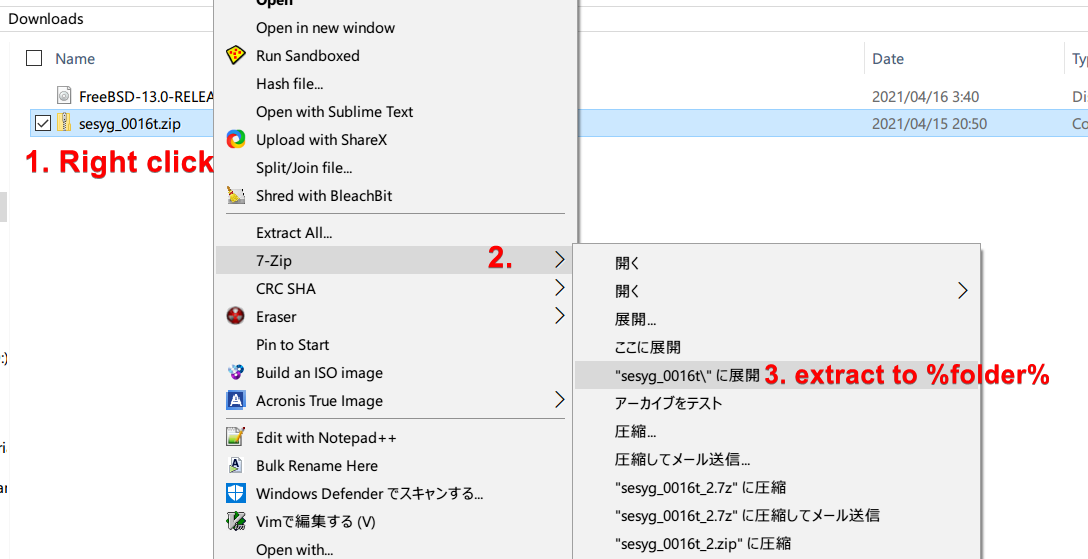 Open
Downloads
Open in new window
Name
Date
Run Sandboxed
Hash file...
FreeBSD-13.0-RELEA
2021/04/16 3:40
Open with Sublime Text
sesyg_0016t.zip
2021/04/15 20:50
Upload with ShareX
1. Right click
Split/Join file...
Shred with BleachBit
Extract All...
7-Zip
2.
開く
CRC SHA
開く
Eraser
展開...
Pin to Start
ここに展開
Build an ISO image
"sesyg_0016t\" に展開
3. extract to %folder%
Acronis True Image
アーカイブをテスト
圧縮...
Edit with Notepad++
圧縮してメール送信...
Bulk Rename Here
"sesyg_0016t_2.7z" に圧縮
Windows Defender でスキャンする...
"sesyg_0016t_2.7z" に圧縮してメール送信
Vimで編集する (V)
"sesyg_0016t_2.zip" に圧縮
Open with...